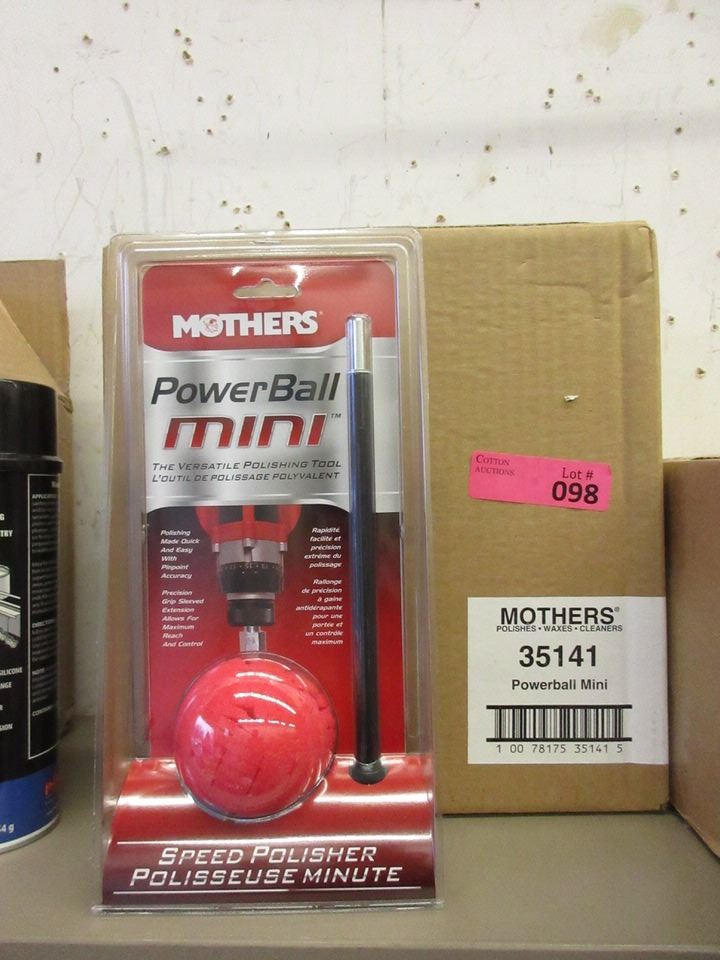 MOTHERS®
PowerBall
mini™
THE VERSATILE POLISHING TOOL
L'OUTIL DE POLISSAGE POLYVALENT
Polishing
Made Quick
And Easy
With
Pinpoint
Accuracy
Precision
Grip Sleeved
Extension
Allows For
Maximum
Reach
And Control
Rapidité,
facilité et
précision
extrême du
polissage
Rallonge
de précision
à gaine
antidérapante
pour une
portée et
un contrôle
maximum
SPEED POLISHER
POLISSEUSE MINUTE
COTTON
AUCTIONS
Lot #
098
MOTHERS®
POLISHES • WAXES • CLEANERS
35141
Powerball Mini
1 00 78175 35141 5